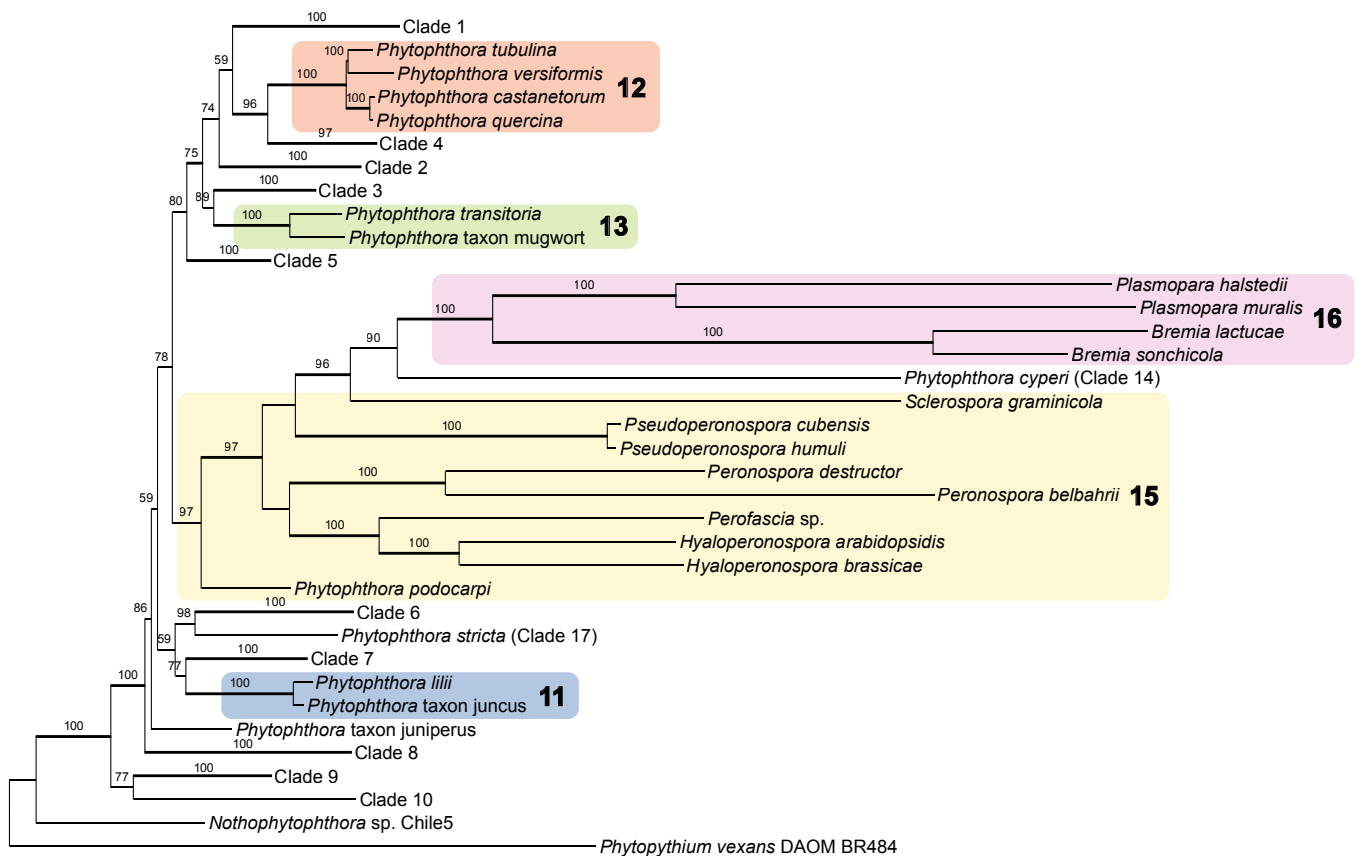 100
Clade 1
100
Phytophthora tubulina
59
100
Phytophthora versiformis
12
100
Phytophthora castanetorum
96
74
Phytophthora quercina
97
Clade 4
75
100
Clade 2
100
Clade 3
89
80
100
Phytophthora transitoria
13
Phytophthora taxon mugwort
100
Clade 5
100
Plasmopara halstedii
100
Plasmopara muralis
16
100
Bremia lactucae
90
Bremia sonchicola
78
96
Phytophthora cyperi (Clade 14)
Sclerospora graminicola
100
Pseudoperonospora cubensis
97
Pseudoperonospora humuli
100
Peronospora destructor
59
Peronospora belbahrii
15
97
100
Perofascia sp.
100
Hyaloperonospora arabidopsidis
Hyaloperonospora brassicae
Phytophthora podocarpi
86
98
100
Clade 6
59
Phytophthora stricta (Clade 17)
77
100
Clade 7
100
100
Phytophthora lilii
11
Phytophthora taxon juncus
100
Phytophthora taxon juniperus
100
Clade 8
77
100
Clade 9
Clade 10
Nothophytophthora sp. Chile5
Phytopythium vexans DAOM BR484